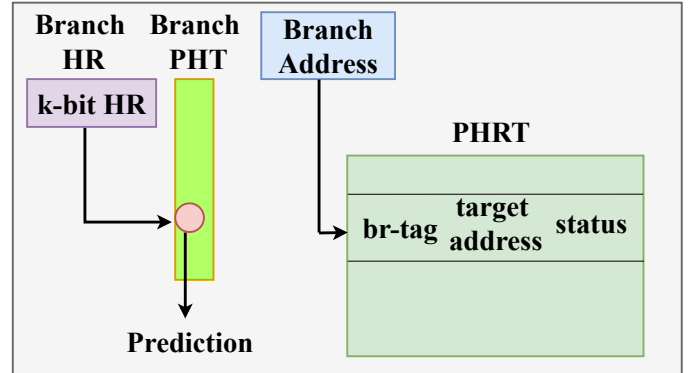 Branch
HR
Branch
PHT
k-bit HR
Prediction
Branch
Address
PHRT
br-tag
target
address
status